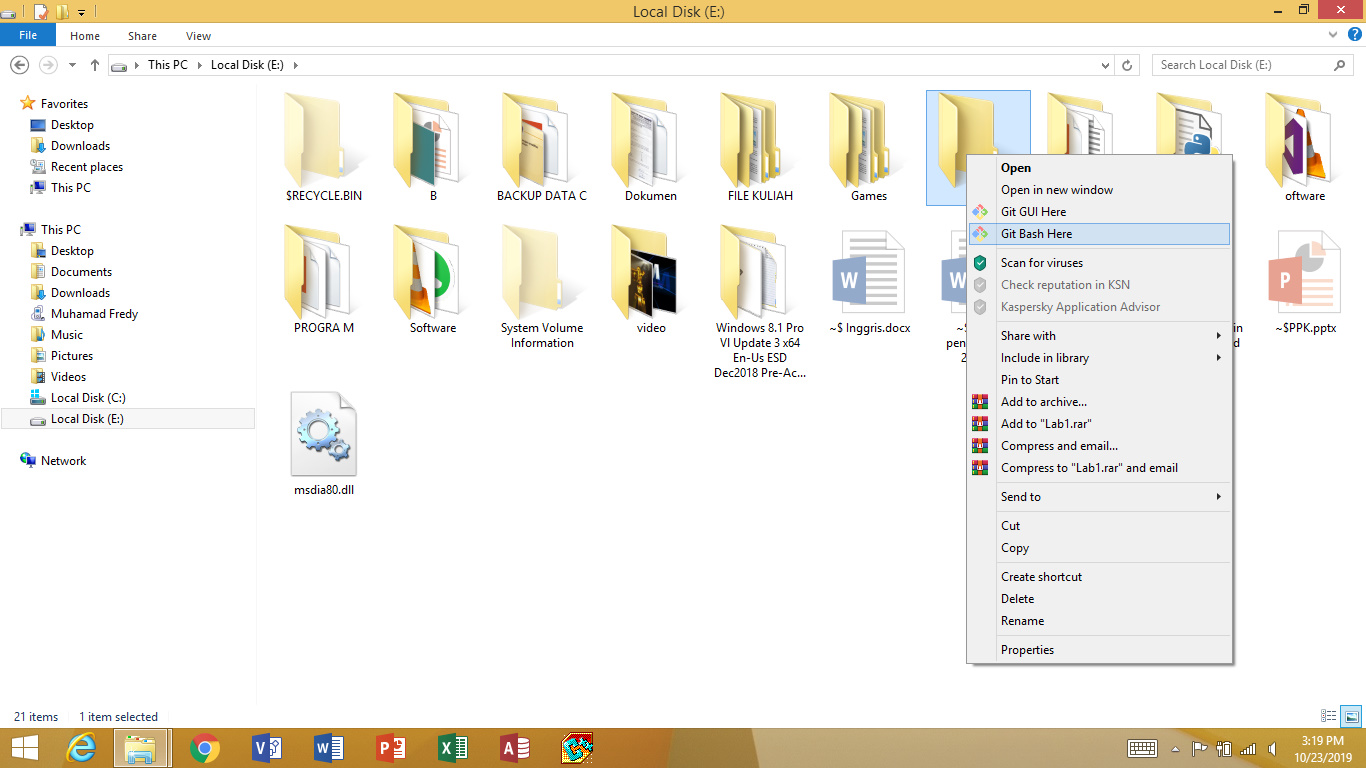 Local Disk (E:)
File Home Share View
This PC Local Disk (E:)
Search Local Disk (E:)
Favorites
Desktop
Downloads
Recent places
This PC
This PC
Desktop
Documents
Downloads
Muhamad Fredy
Music
Pictures
Videos
Local Disk (C:)
Local Disk (E:)
Network
$RECYCLE.BIN B BACKUP DATA C Dokumen FILE KULIAH Games oftware
PROGRA M Software System Volume Information video Windows 8.1 Pro
VI Update 3 x64
En-Us ESD
Dec2018 Pre-Ac...
~$ Inggris.docx
~$
pen
2
in
d
~$PPK.pptx
msdia80.dll
Open
Open in new window
Git GUI Here
Git Bash Here
Scan for viruses
Check reputation in KSN
Kaspersky Application Advisor
Share with
Include in library
Pin to Start
Add to archive...
Add to "Lab1.rar"
Compress and email...
Compress to "Lab1.rar" and email
Send to
Cut
Copy
Create shortcut
Delete
Rename
Properties
21 items 1 item selected
3:19 PM
10/23/2019